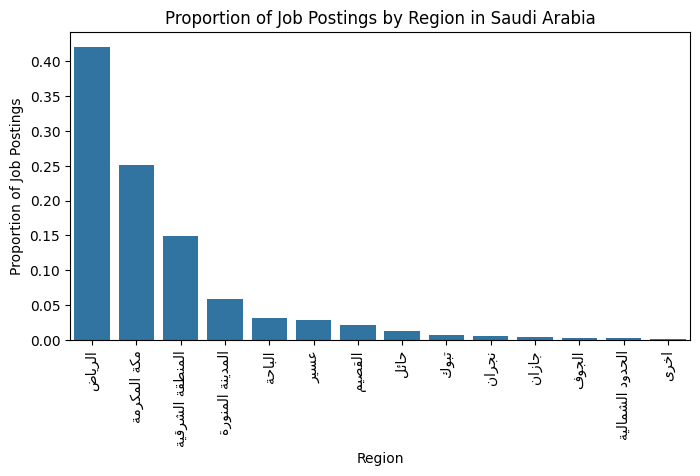 Proportion of Job Postings by Region in Saudi Arabia
Proportion of Job Postings
0.40
0.35
0.30
0.25
0.20
0.15
0.10
0.05
0.00
الرياض
مكة المكرمة
المنطقة الشرقية
المدينة المنورة
الباحة
عسير
القصيم
حائل
تبوك
نجران
جازان
الجوف
الحدود الشمالية
اخرى
Region